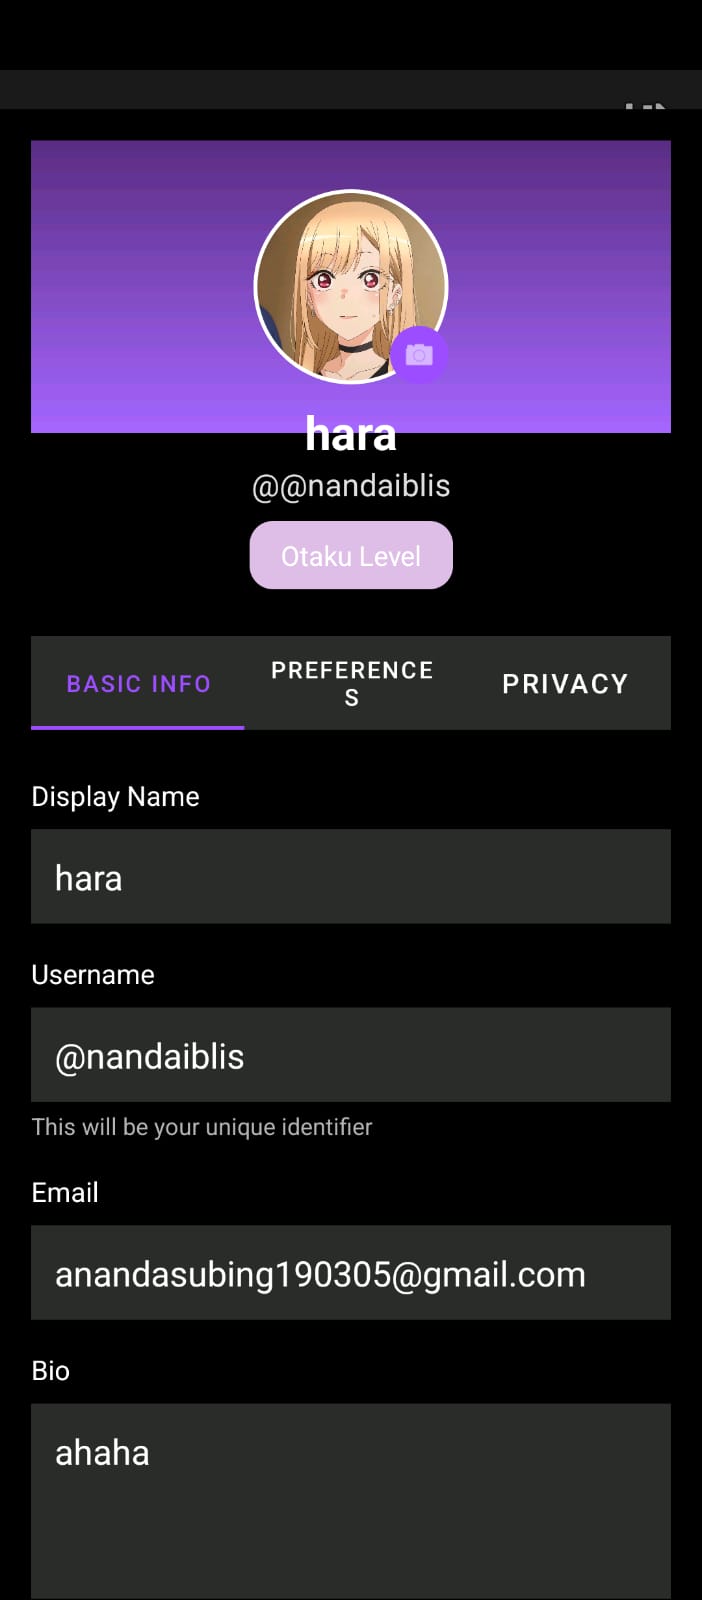 hara
@@nandaiblis
Otaku Level
BASIC INFO
PREFERENCE
S
PRIVACY
Display Name
hara
Username
@nandaiblis
This will be your unique identifier
Email
anandasubing190305@gmail.com
Bio
ahaha